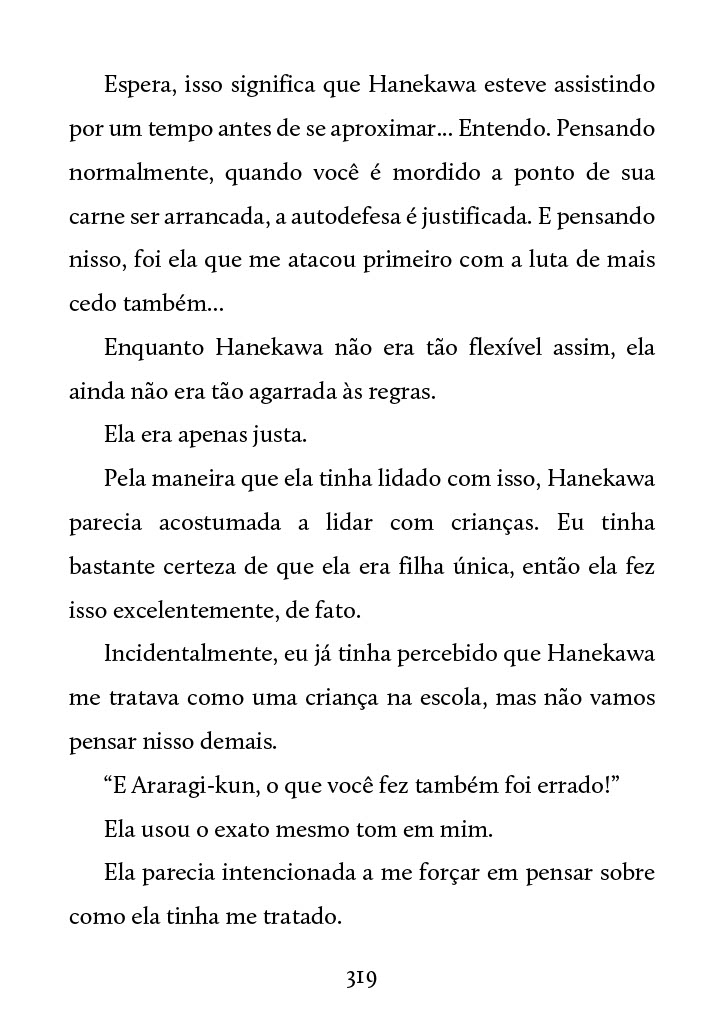 Espera, isso significa que Hanekawa esteve assistindo
por um tempo antes de se aproximar... Entendo. Pensando
normalmente, quando você é mordido a ponto de sua
carne ser arrancada, a autodefesa é justificada. E pensando
nisso, foi ela que me atacou primeiro com a luta de mais
cedo também...
Enquanto Hanekawa não era tão flexível assim, ela
ainda não era tão agarrada às regras.
Ela era apenas justa.
Pela maneira que ela tinha lidado com isso, Hanekawa
parecia acostumada a lidar com crianças. Eu tinha
bastante certeza de que ela era filha única, então ela fez
isso excelentemente, de fato.
Incidentalmente, eu já tinha percebido que Hanekawa
me tratava como uma criança na escola, mas não vamos
pensar nisso demais.
“E Araragi-kun, o que você fez também foi errado!”
Ela usou o exato mesmo tom em mim.
Ela parecia intencionada a me forçar em pensar sobre
como ela tinha me tratado.
319